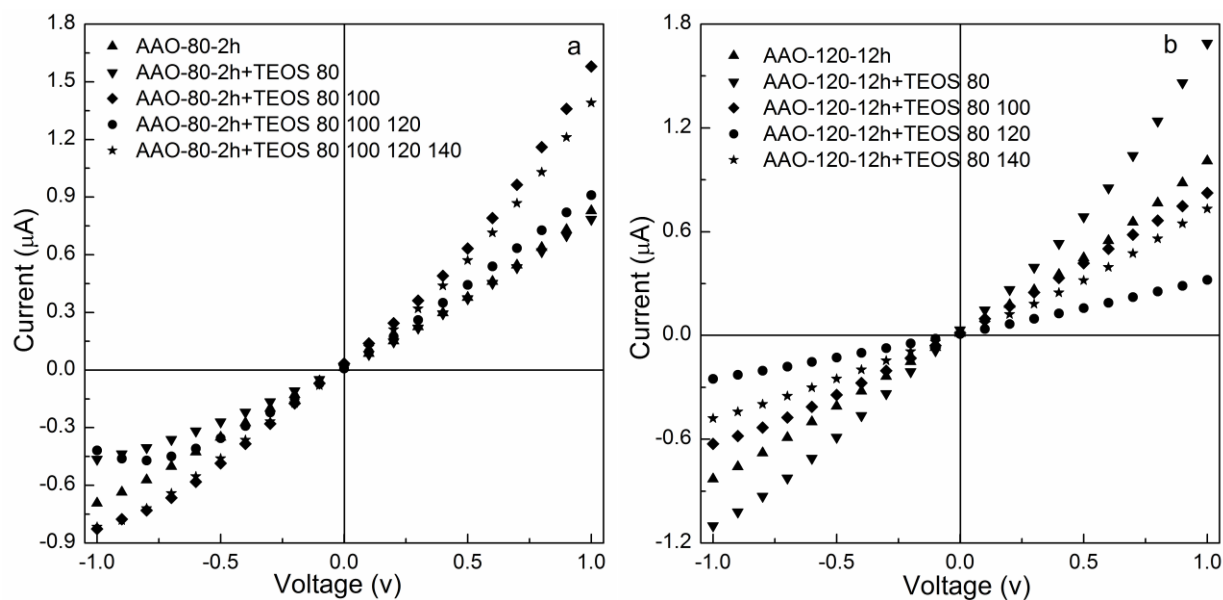 1.8
1.5
1.2
0.9
0.6
0.3
0.0
-0.3
-0.6
-0.9
Current (μA)
a
AAO-80-2h
AAO-80-2h+TEOS 80
AAO-80-2h+TEOS 80 100
AAO-80-2h+TEOS 80 100 120
AAO-80-2h+TEOS 80 100 120 140
-1.0 -0.5 0.0 0.5 1.0
Voltage (v)
1.8
1.2
0.6
0.0
-0.6
-1.2
Current (μA)
b
AAO-120-12h
AAO-120-12h+TEOS 80
AAO-120-12h+TEOS 80 100
AAO-120-12h+TEOS 80 120
AAO-120-12h+TEOS 80 140
-1.0 -0.5 0.0 0.5 1.0
Voltage (v)